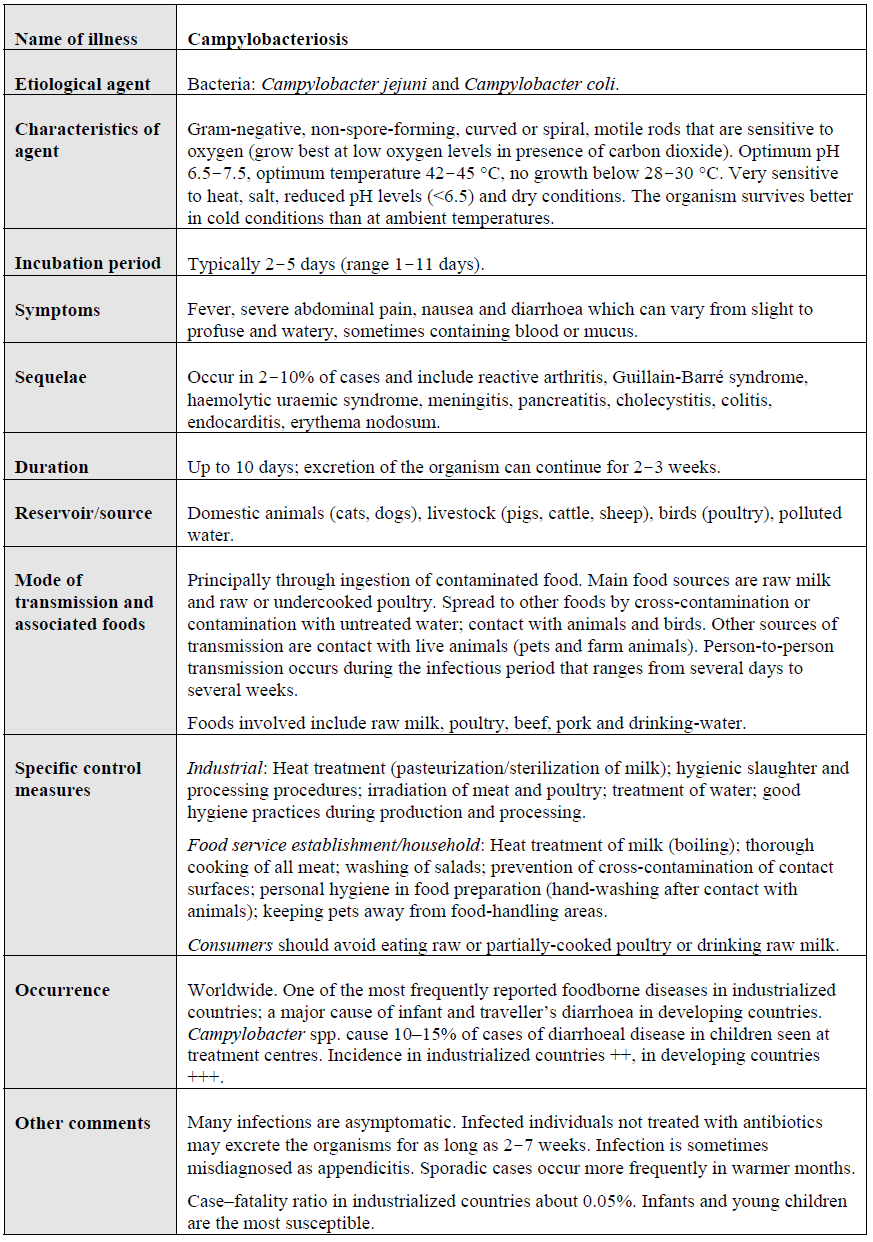 Name of illness
Campylobacteriosis
Etiological agent
Bacteria: Campylobacter jejuni and Campylobacter coli.
Characteristics of
agent
Gram-negative, non-spore-forming, curved or spiral, motile rods that are sensitive to
oxygen (grow best at low oxygen levels in presence of carbon dioxide). Optimum pH
6.5−7.5, optimum temperature 42−45 °C, no growth below 28−30 °C. Very sensitive
to heat, salt, reduced pH levels (<6.5) and dry conditions. The organism survives better
in cold conditions than at ambient temperatures.
Incubation period
Typically 2−5 days (range 1−11 days).
Symptoms
Fever, severe abdominal pain, nausea and diarrhoea which can vary from slight to
profuse and watery, sometimes containing blood or mucus.
Sequelae
Occur in 2−10% of cases and include reactive arthritis, Guillain-Barré syndrome,
haemolytic uraemic syndrome, meningitis, pancreatitis, cholecystitis, colitis,
endocarditis, erythema nodosum.
Duration
Up to 10 days; excretion of the organism can continue for 2−3 weeks.
Reservoir/source
Domestic animals (cats, dogs), livestock (pigs, cattle, sheep), birds (poultry), polluted
water.
Mode of
transmission and
associated foods
Principally through ingestion of contaminated food. Main food sources are raw milk
and raw or undercooked poultry. Spread to other foods by cross-contamination or
contamination with untreated water; contact with animals and birds. Other sources of
transmission are contact with live animals (pets and farm animals). Person-to-person
transmission occurs during the infectious period that ranges from several days to
several weeks.
Foods involved include raw milk, poultry, beef, pork and drinking-water.
Specific control
measures
Industrial: Heat treatment (pasteurization/sterilization of milk); hygienic slaughter and
processing procedures; irradiation of meat and poultry; treatment of water; good
hygiene practices during production and processing.
Food service establishment/household: Heat treatment of milk (boiling); thorough
cooking of all meat; washing of salads; prevention of cross-contamination of contact
surfaces; personal hygiene in food preparation (hand-washing after contact with
animals); keeping pets away from food-handling areas.
Consumers should avoid eating raw or partially-cooked poultry or drinking raw milk.
Occurrence
Worldwide. One of the most frequently reported foodborne diseases in industrialized
countries; a major cause of infant and traveller’s diarrhoea in developing countries.
Campylobacter spp. cause 10–15% of cases of diarrhoeal disease in children seen at
treatment centres. Incidence in industrialized countries ++, in developing countries
+++.
Other comments
Many infections are asymptomatic. Infected individuals not treated with antibiotics
may excrete the organisms for as long as 2−7 weeks. Infection is sometimes
misdiagnosed as appendicitis. Sporadic cases occur more frequently in warmer months.
Case–fatality ratio in industrialized countries about 0.05%. Infants and young children
are the most susceptible.